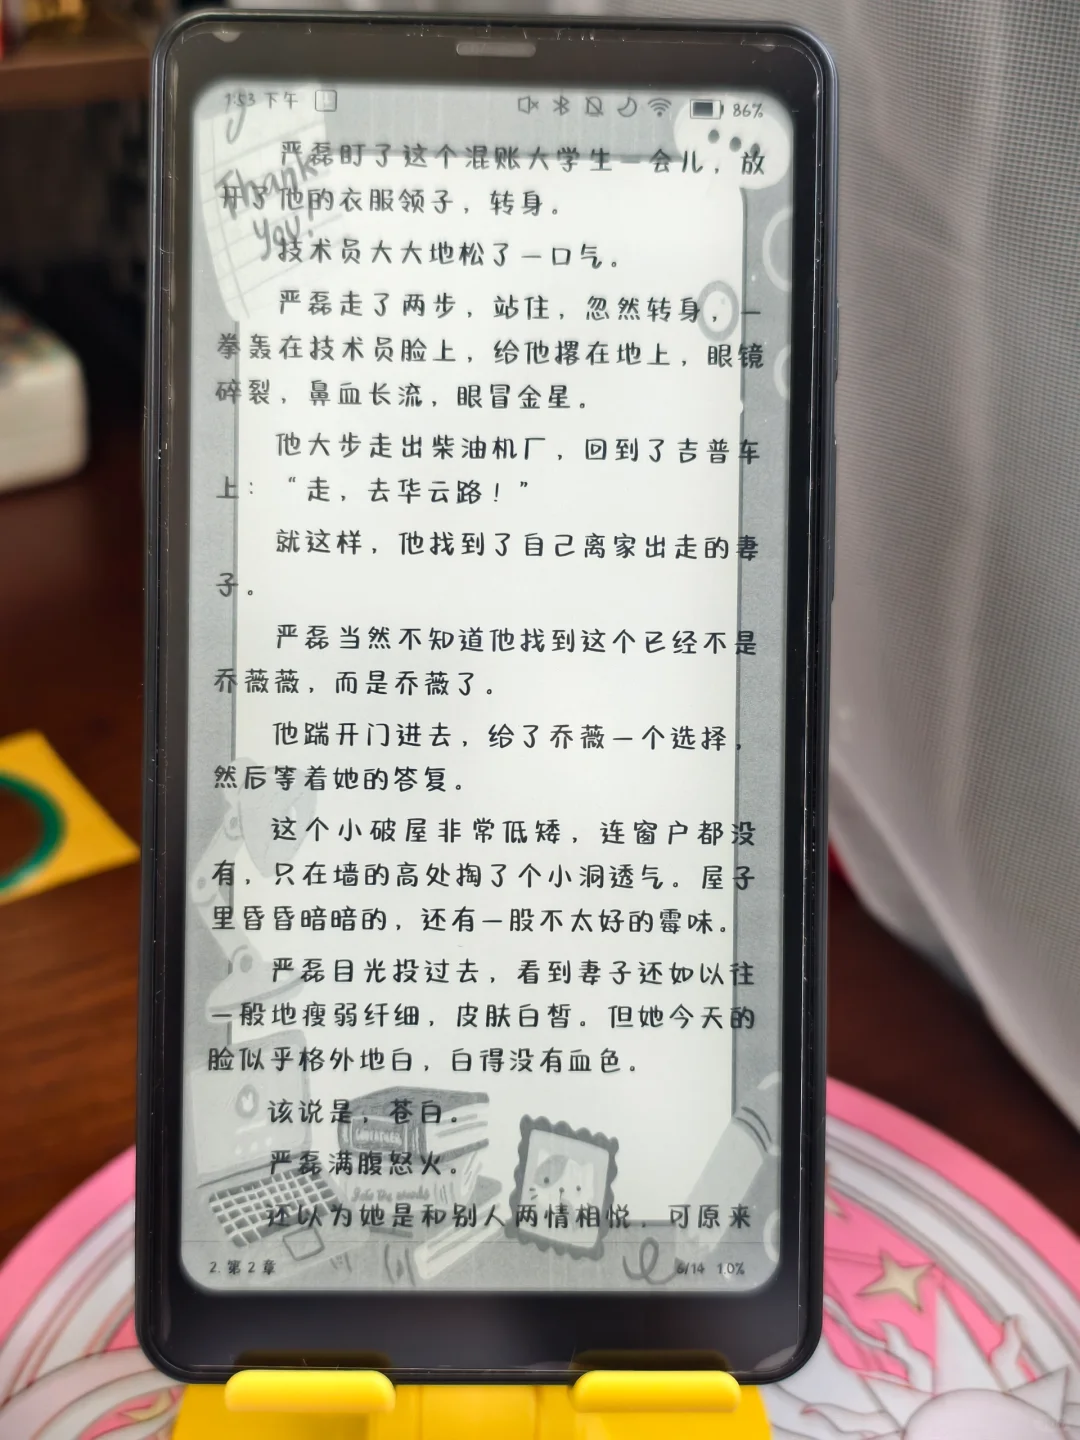 1:53 下午
86%
Thank
you!
严磊盯了这个混账大学生一会儿，放
开了他的衣服领子，转身。
技术员大大地松了一口气。
严磊走了两步，站住，忽然转身，一
拳轰在技术员脸上，给他撂在地上，眼镜
碎裂，鼻血长流，眼冒金星。
他大步走出柴油机厂，回到了吉普车
上：“走，去华云路！”
就这样，他找到了自己离家出走的妻
子。
严磊当然不知道他找到这个已经不是
乔薇薇，而是乔薇了。
他踹开门进去，给了乔薇一个选择，
然后等着她的答复。
这个小破屋非常低矮，连窗户都没
有，只在墙的高处掏了个小洞透气。屋子
里昏昏暗暗的，还有一股不太好的霉味。
严磊目光投过去，看到妻子还如以往
一般地瘦弱纤细，皮肤白皙。但她今天的
脸似乎格外地白，白得没有血色。
该说是，苍白。
严磊满腹怒火。
还以为她是和别人两情相悦，可原来
2. 第 2 章
6/14 1.0%